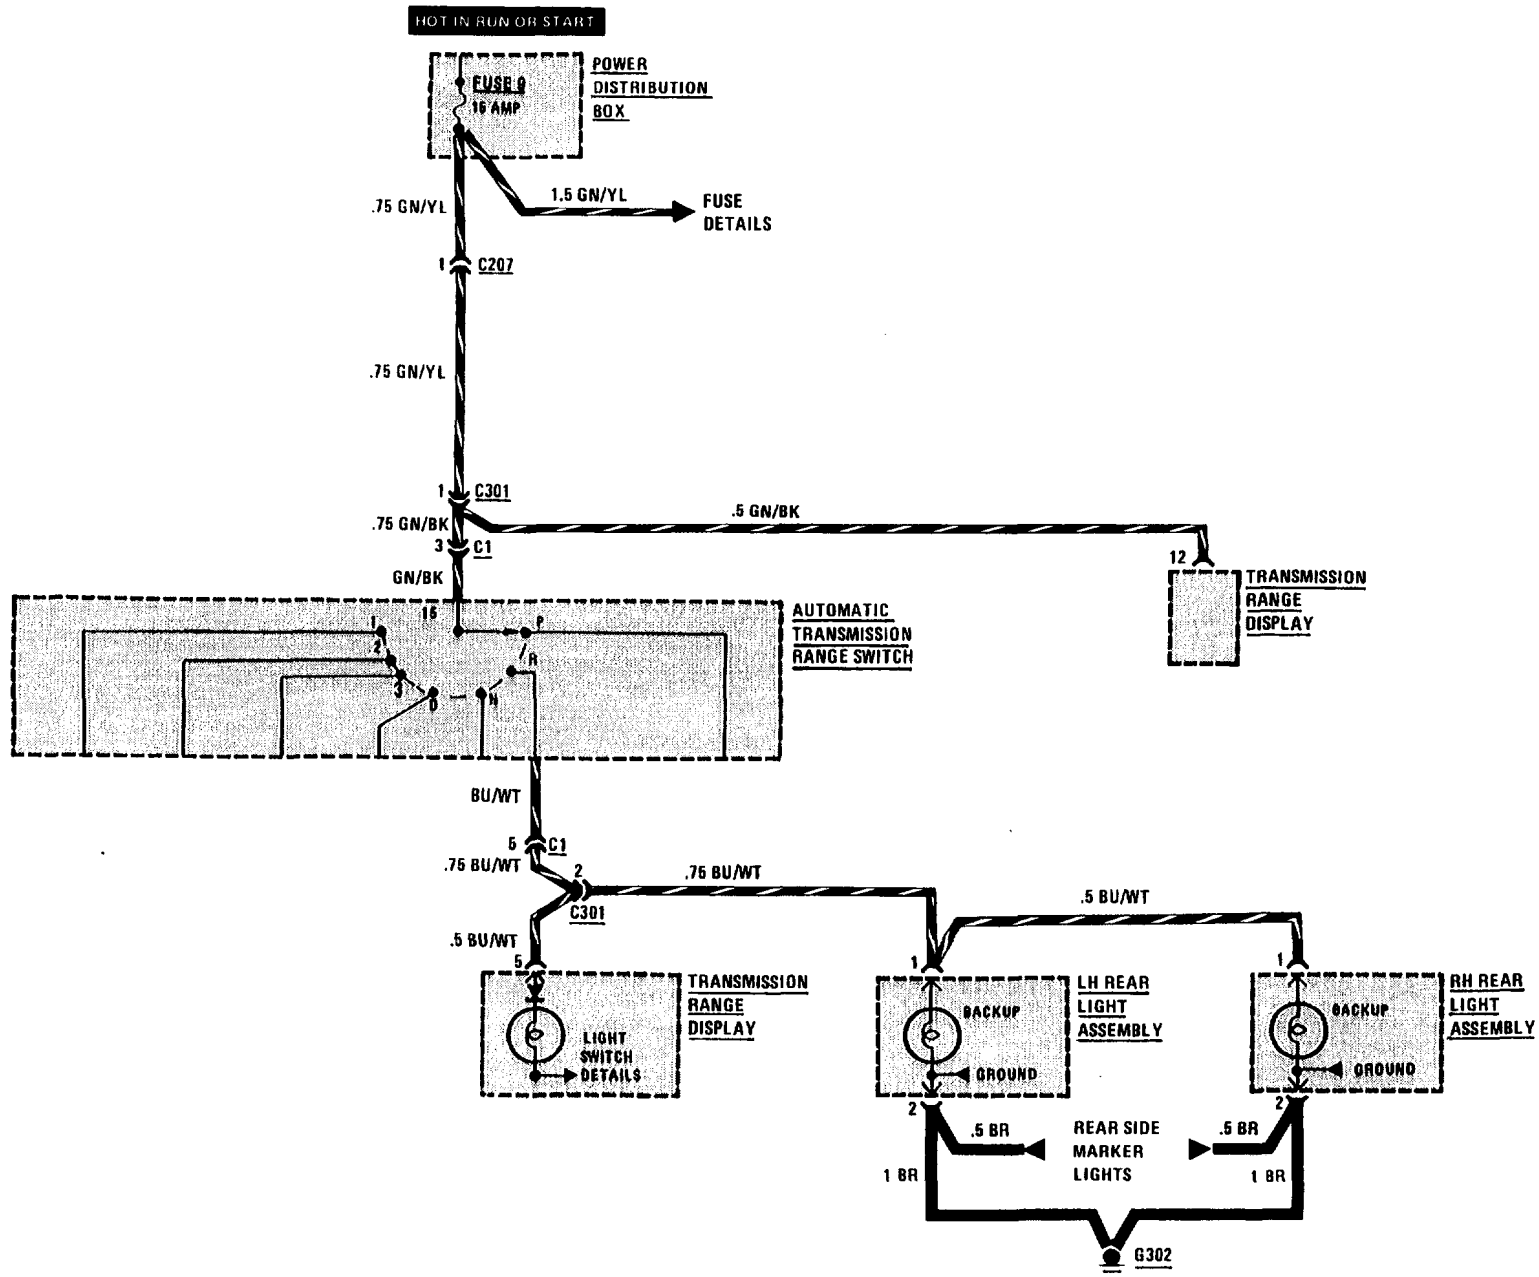 HOT IN RUN OR START
FUSE 9
15 AMP
POWER
DISTRIBUTION
BOX
.75 GN/YL
1.5 GN/YL
FUSE
DETAILS
1
C207
.75 GN/YL
1
C301
.75 GN/BK
.5 GN/BK
3
C1
GN/BK
12
TRANSMISSION
RANGE
DISPLAY
15
1
2
3
D
N
R
P
AUTOMATIC
TRANSMISSION
RANGE SWITCH
BU/WT
5
C1
.75 BU/WT
2
C301
.75 BU/WT
.5 BU/WT
.5 BU/WT
5
TRANSMISSION
RANGE
DISPLAY
LIGHT
SWITCH
DETAILS
1
BACKUP
GROUND
LH REAR
LIGHT
ASSEMBLY
1
BACKUP
GROUND
RH REAR
LIGHT
ASSEMBLY
2
.5 BR
1 BR
REAR SIDE
MARKER
LIGHTS
2
.5 BR
1 BR
G302